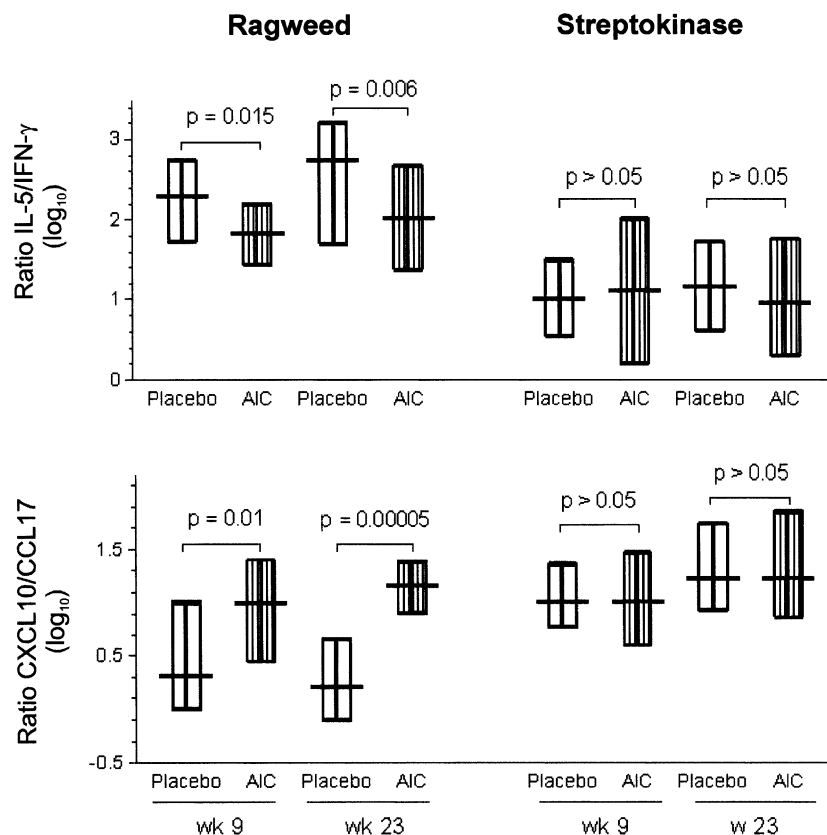 Ragweed Streptokinase
Ratio IL-5/IFN-γ
(log₁₀)
3
2
1
0
p = 0.015
p = 0.006
p > 0.05
p > 0.05
Placebo AIC Placebo AIC Placebo AIC Placebo AIC
Ratio CXCL10/CCL17
(log₁₀)
1.5
0.5
-0.5
p = 0.01
p = 0.00005
p > 0.05
p > 0.05
Placebo AIC Placebo AIC Placebo AIC Placebo AIC
wk 9 wk 23 wk 9 w 23